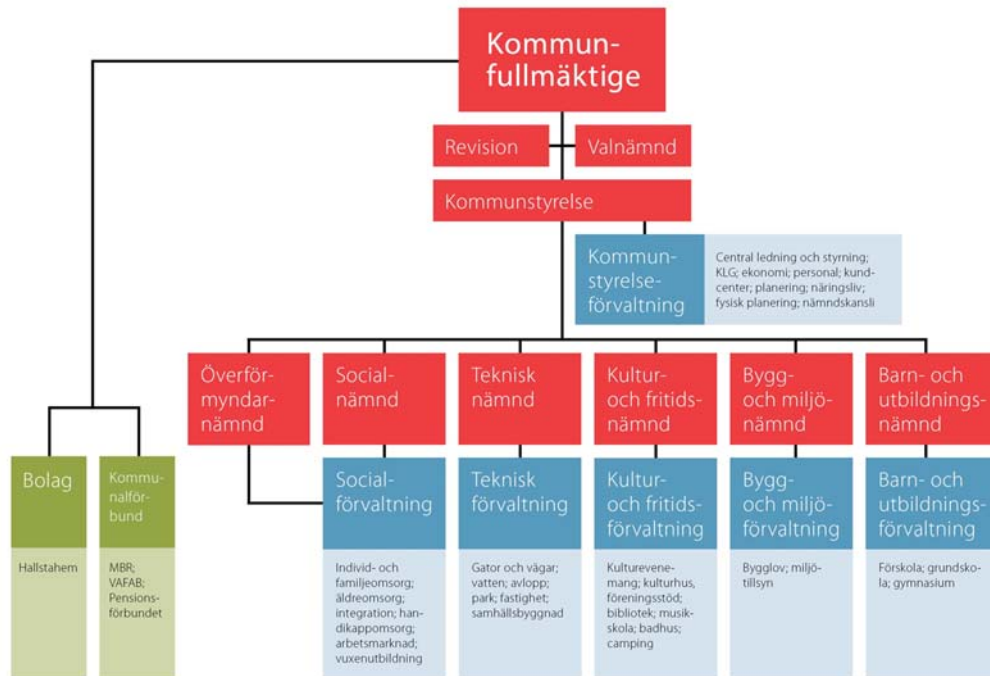 Kommun-
fullmäktige
Revision
Valnämnd
Kommunstyrelse
Kommun-
styrelse-
förvaltning
Central ledning och styrning;
KLG; ekonomi; personal; kund-
center; planering; näringsliv;
fysisk planering; nämndskansli
Överför-
myndar-
nämnd
Social-
nämnd
Teknisk
nämnd
Kultur-
och fritids-
nämnd
Bygg-
och miljö-
nämnd
Barn- och
utbildnings-
nämnd
Bolag
Hallstahem
Kommu-
nalför-
bund
MBR;
VAFAB;
Pensions-
förbundet
Social-
förvaltning
Individ- och
familjeomsorg;
äldreomsorg;
integration; han-
dikappomsorg;
arbetsmarknad;
vuxenutbildning
Teknisk
förvaltning
Gator och vägar;
vatten; avlopp;
park; fastighet;
samhällsbyggnad
Kultur-
och fritids-
förvaltning
Kulturevene-
mang; kulturhus,
föreningsstöd;
bibliotek; musik-
skola; badhus;
camping
Bygg-
och miljö-
förvaltning
Bygglov; miljö-
tillsyn
Barn- och
utbildnings-
förvaltning
Förskola; grundsko-
la; gymnasium